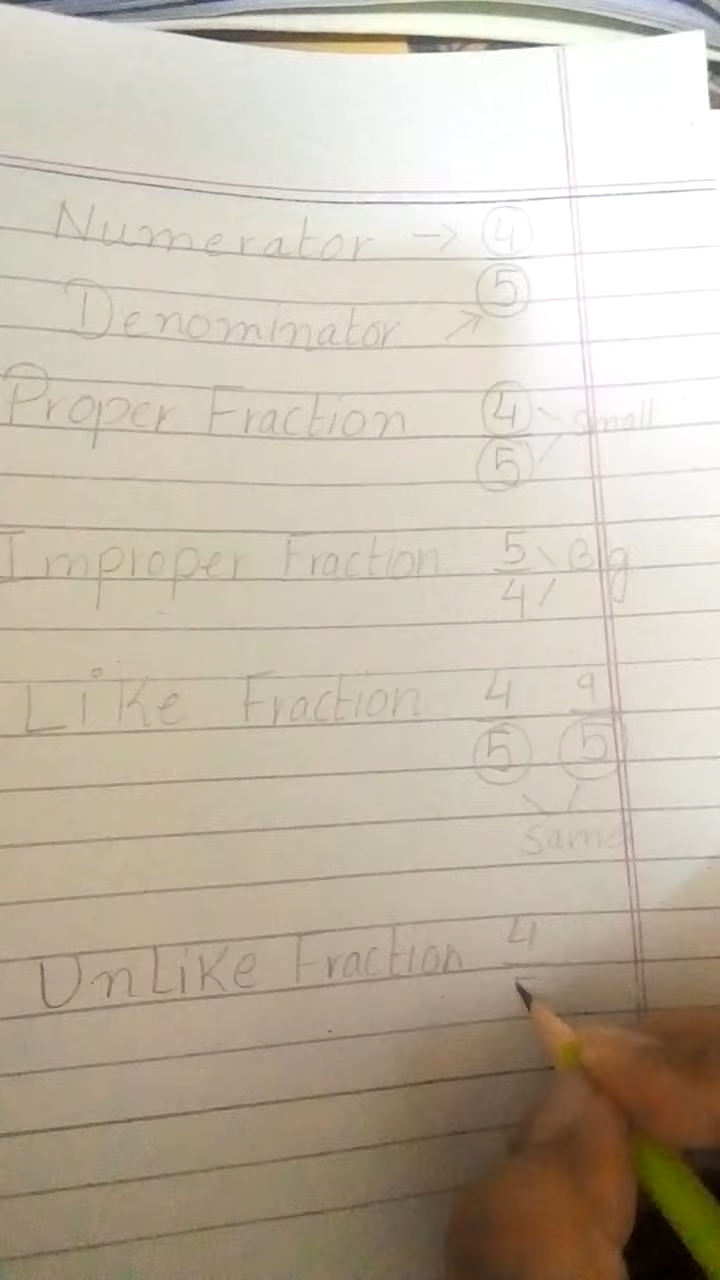 Numerator → 4
5
Denominator ↗
Proper Fraction 4 small
5
Improper Fraction 5 Big
4
Like Fraction 4 9
5 5
Same
UnLike Fraction 4